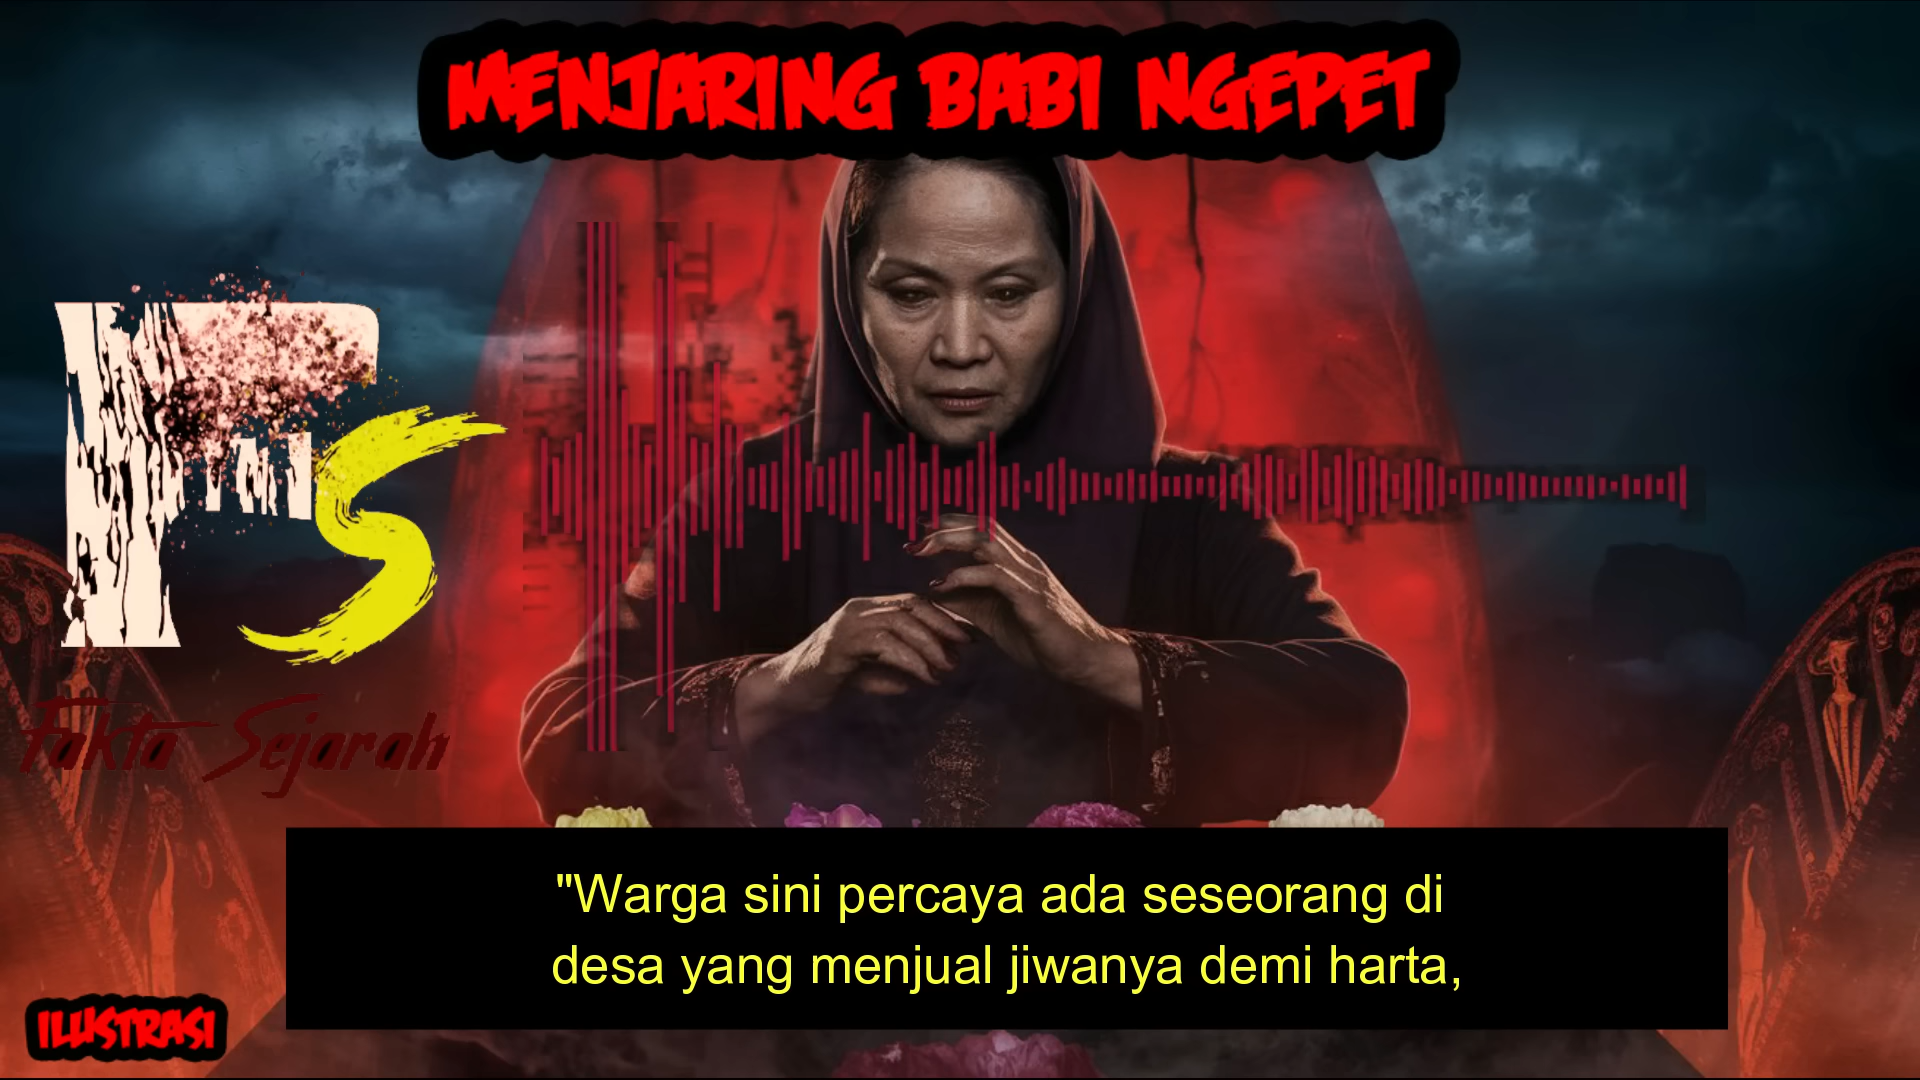 MENJARING BABI NGEPET
FS
Fakta Sejarah
"Warga sini percaya ada seseorang di
desa yang menjual jiwanya demi harta,
ILUSTRASI